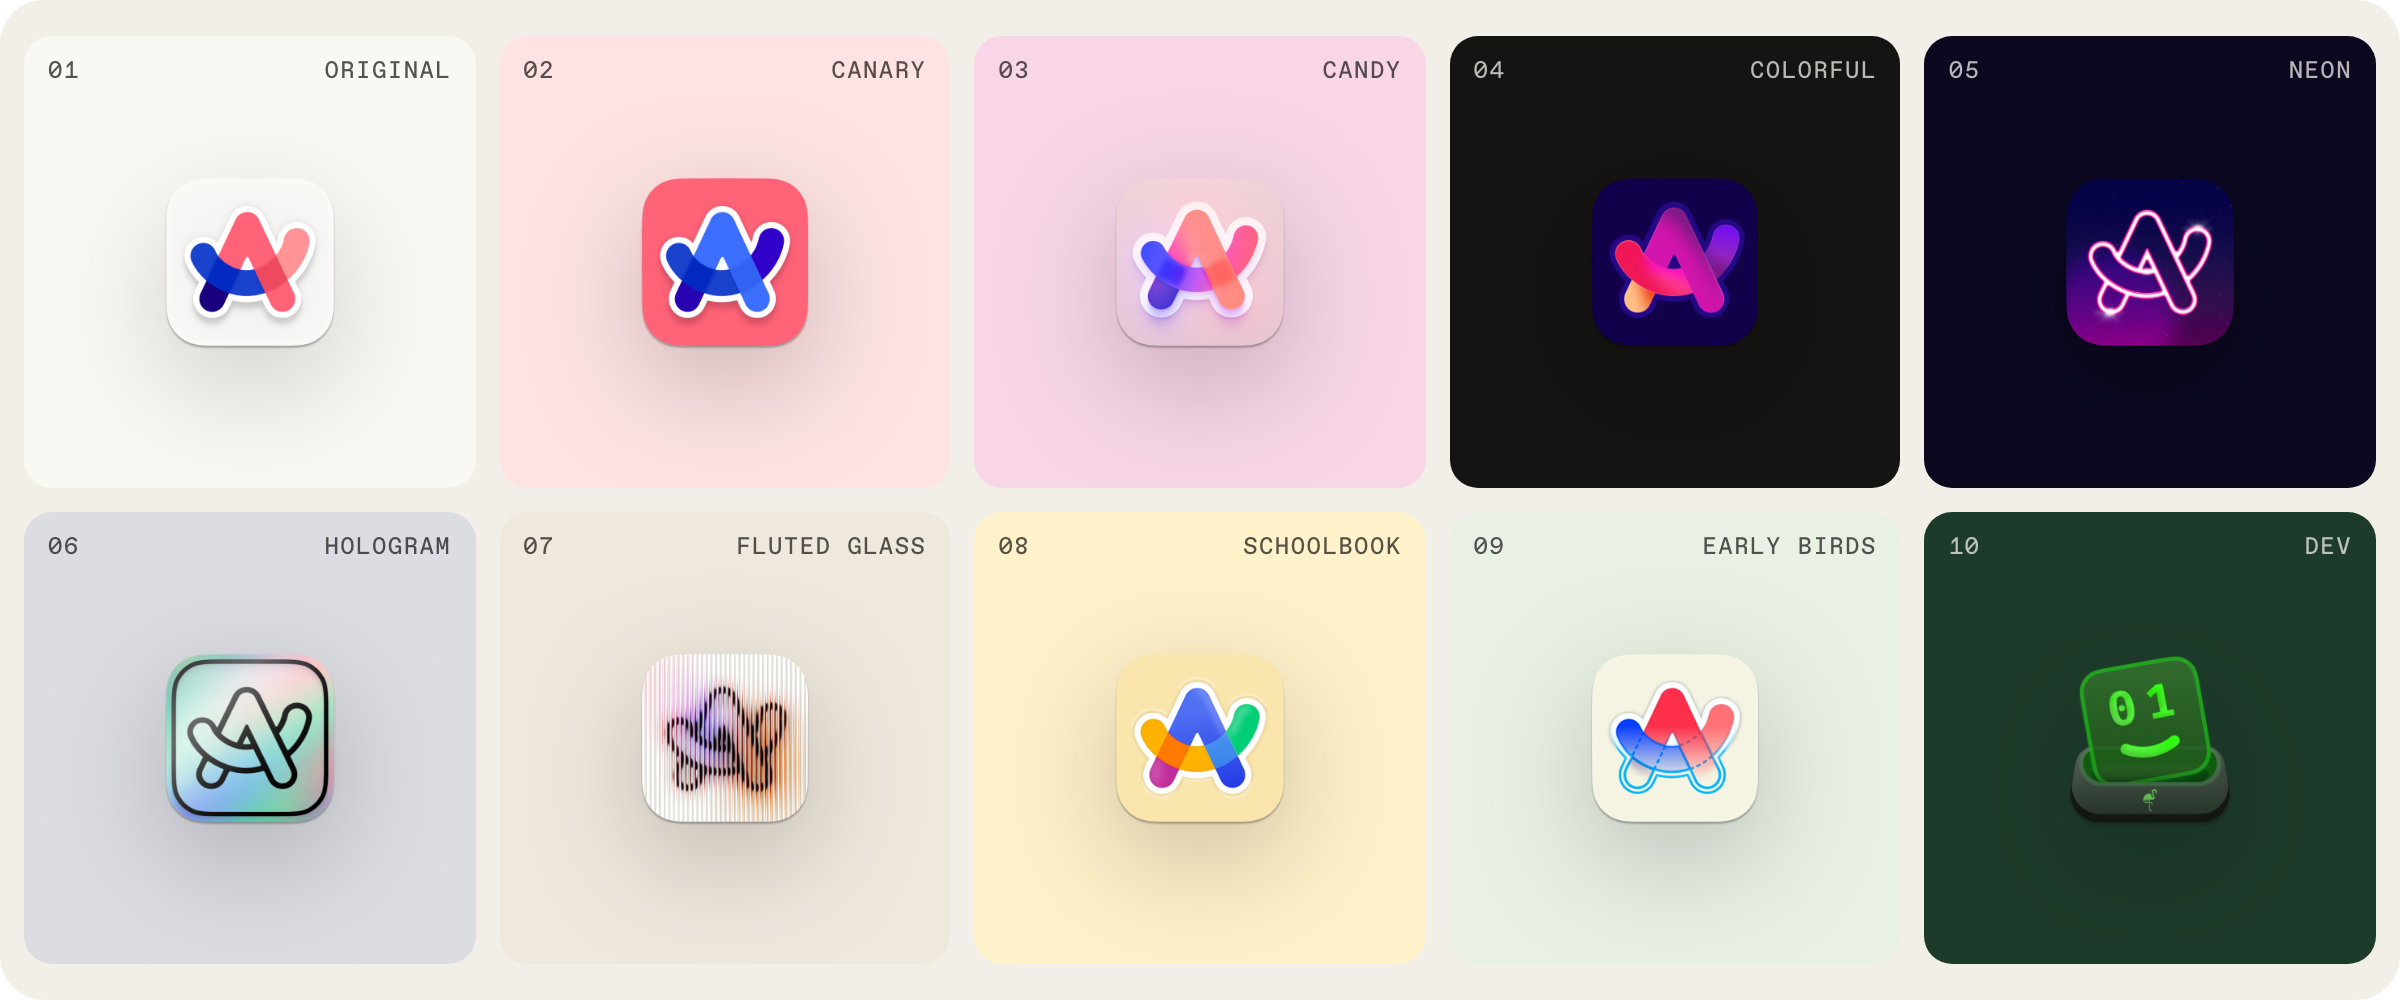 01 ORIGINAL
02 CANARY
03 CANDY
04 COLORFUL
05 NEON
06 HOLOGRAM
07 FLUTED GLASS
08 SCHOOLBOOK
09 EARLY BIRDS
10 DEV
01